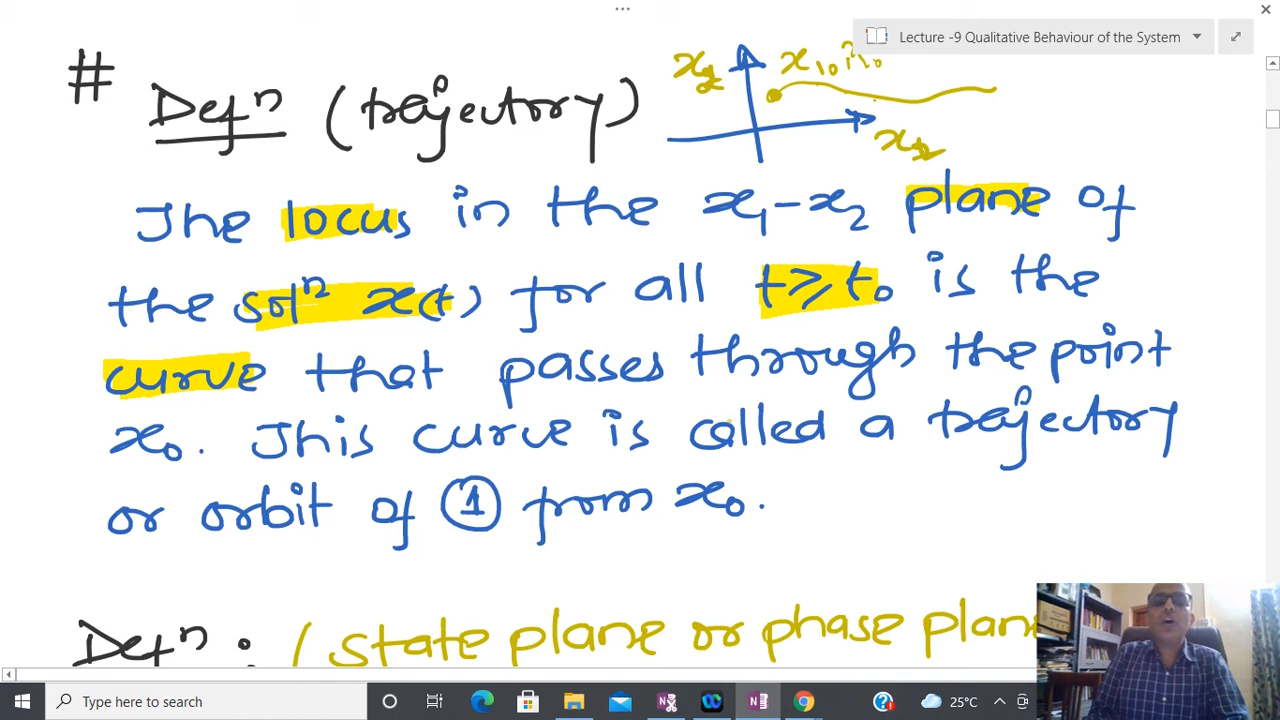 Lecture -9 Qualitative Behaviour of the System
# Defⁿ (trajectory)
x₂
The locus in the x₁-x₂ plane of
the solⁿ x(t) for all t ≥ t₀ is the
curve that passes through the point
x₀. This curve is called a trajectory
or orbit of ① from x₀.
Defⁿ: (state plane or phase plan
Type here to search
25°C